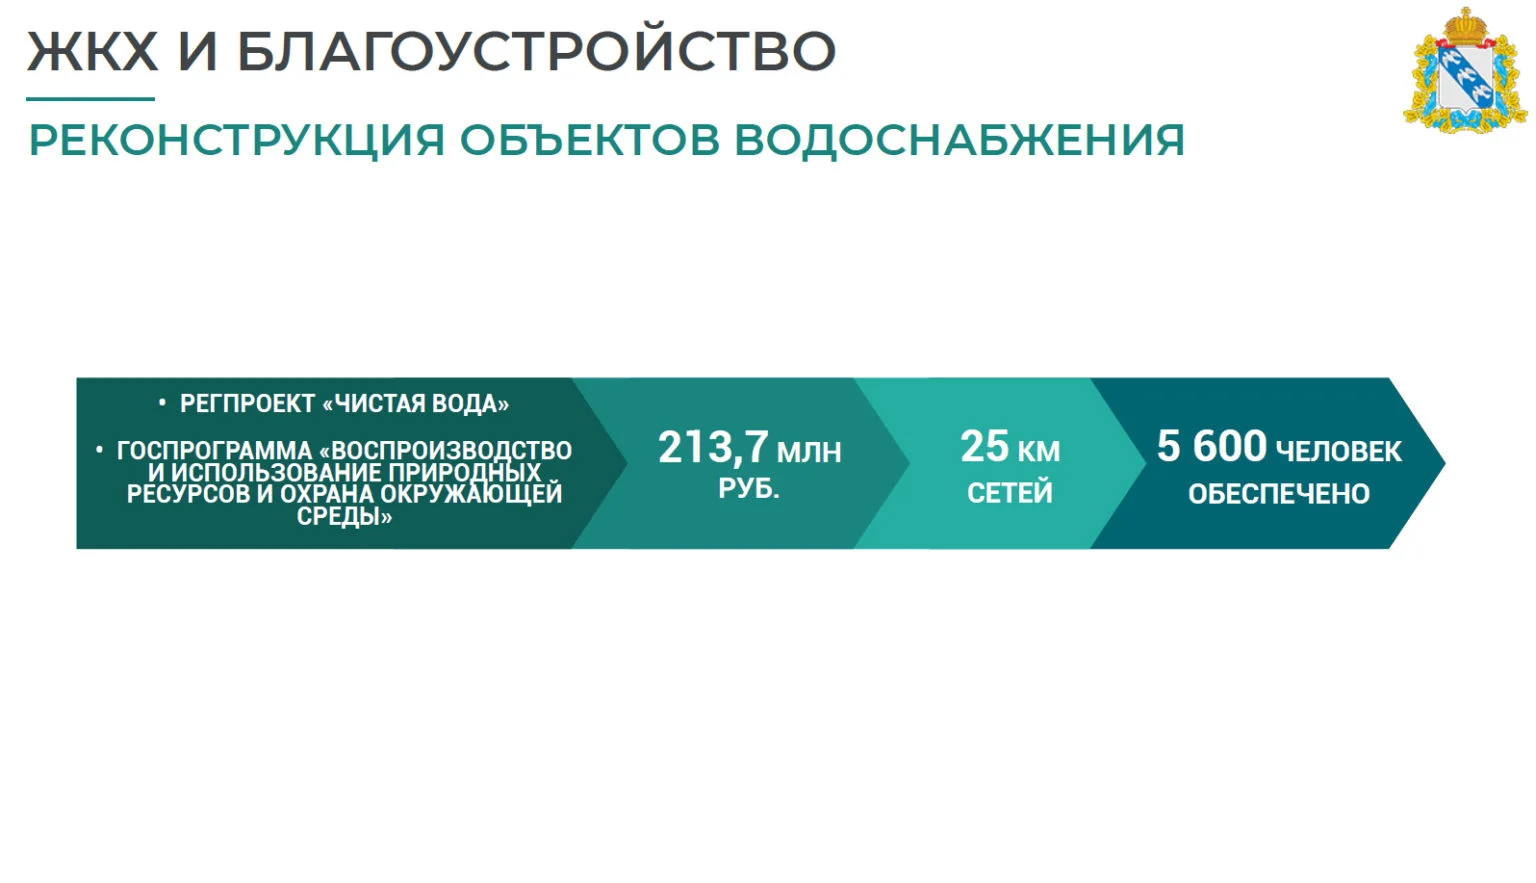 ЖКХ И БЛАГОУСТРОЙСТВО
РЕКОНСТРУКЦИЯ ОБЪЕКТОВ ВОДОСНАБЖЕНИЯ
• РЕГПРОЕКТ «ЧИСТАЯ ВОДА»
• ГОСПРОГРАММА «ВОСПРОИЗВОДСТВО
И ИСПОЛЬЗОВАНИЕ ПРИРОДНЫХ
РЕСУРСОВ И ОХРАНА ОКРУЖАЮЩЕЙ
СРЕДЫ»
213,7 МЛН
РУБ.
25 КМ
СЕТЕЙ
5 600 ЧЕЛОВЕК
ОБЕСПЕЧЕНО